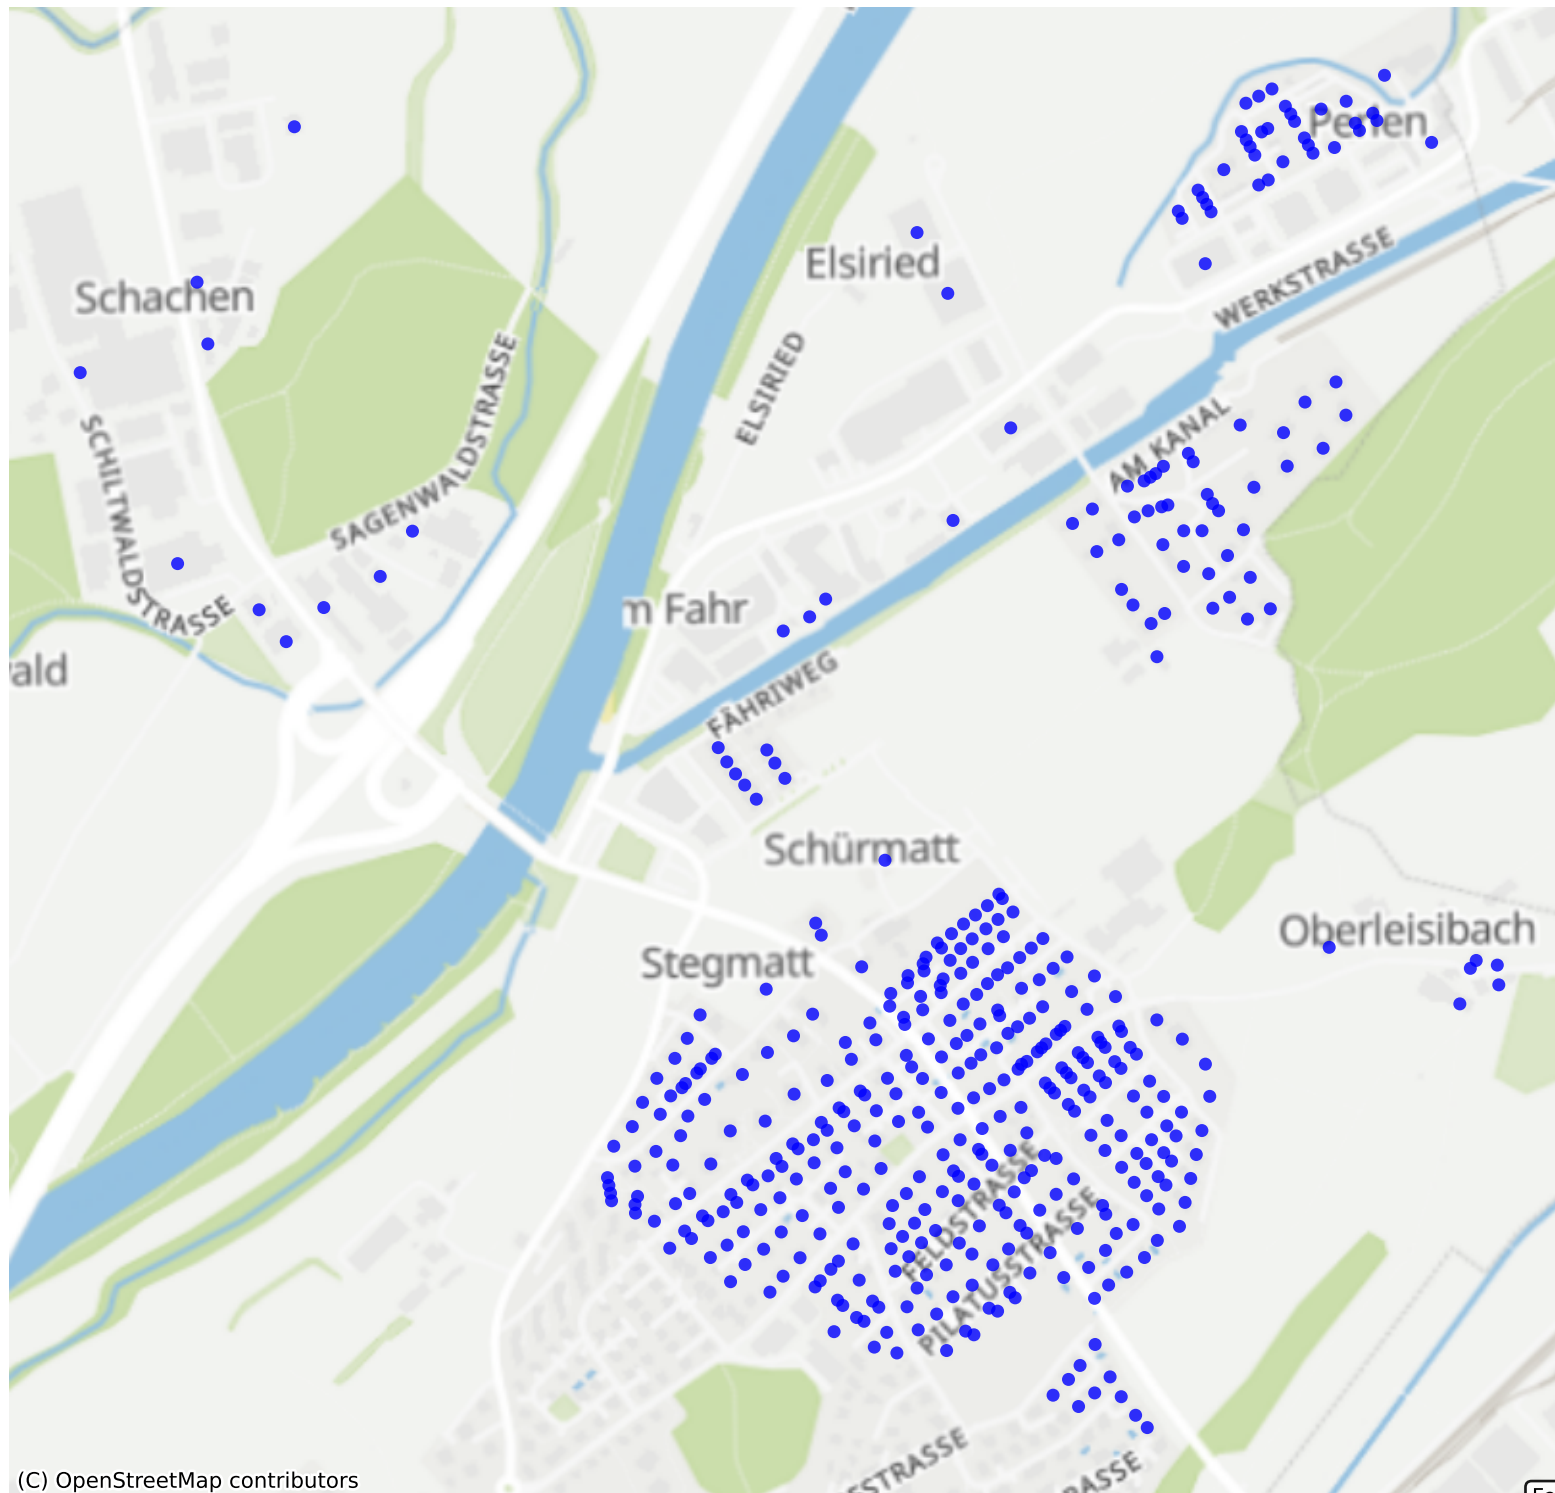 Perlen
Elsiried
WERKSTRASSE
Schachen
ELSIRIED
SAGENWALDSTRASSE
AM KANAL
SCHILTWALDSTRASSE
m Fahr
ald
FÄHRIWEG
Schürmatt
Oberleisibach
Stegmatt
FELDSTRASSE
PILATUSSTRASSE
STRASSE
RASSE
(C) OpenStreetMap contributors